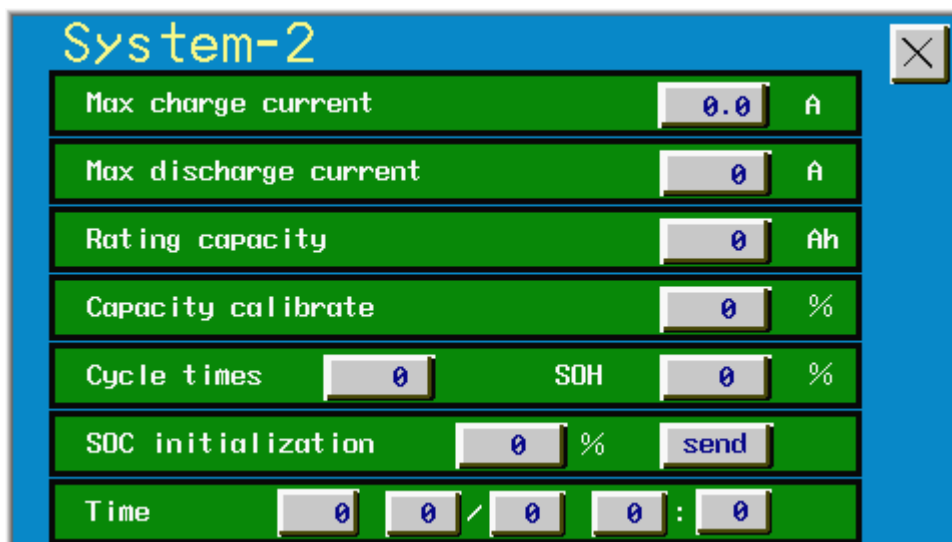 System-2
Max charge current 0.0 A
Max discharge current 0 A
Rating capacity 0 Ah
Capacity calibrate 0 %
Cycle times 0 SOH 0 %
SOC initialization 0 % send
Time 0 0 / 0 0 : 0